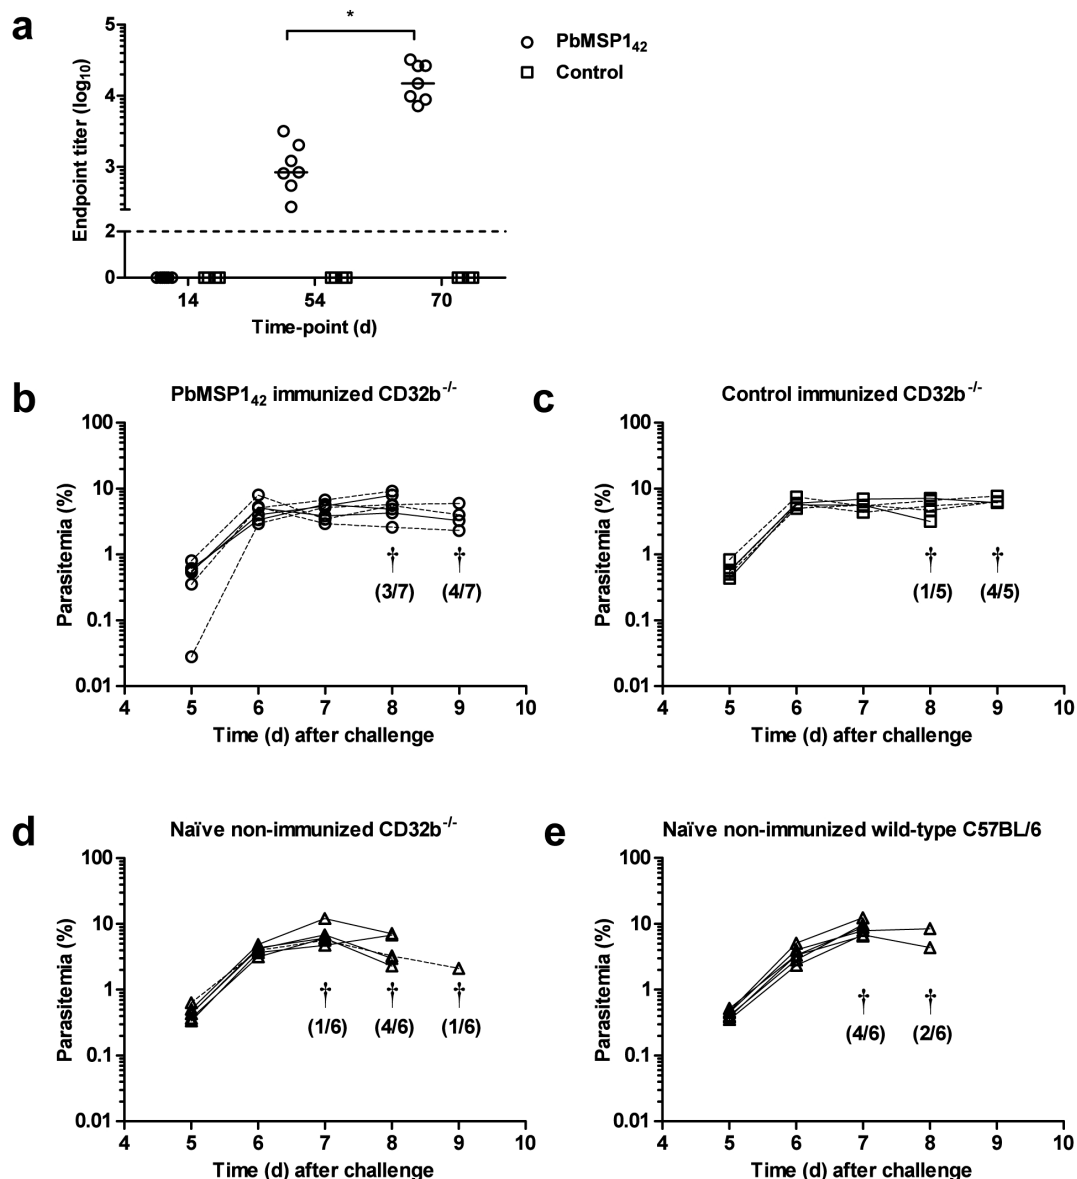 a
*
5
4
3
2
0
Endpoint titer (log10)
14 54 70
Time-point (d)
PbMSP142
Control
b
PbMSP142 immunized CD32b-/-
100
10
1
0.1
0.01
Parasitemia (%)
† †
(3/7) (4/7)
4 5 6 7 8 9 10
Time (d) after challenge
c
Control immunized CD32b-/-
100
10
1
0.1
0.01
Parasitemia (%)
† †
(1/5) (4/5)
4 5 6 7 8 9 10
Time (d) after challenge
d
Naïve non-immunized CD32b-/-
100
10
1
0.1
0.01
Parasitemia (%)
† † †
(1/6) (4/6) (1/6)
4 5 6 7 8 9 10
Time (d) after challenge
e
Naïve non-immunized wild-type C57BL/6
100
10
1
0.1
0.01
Parasitemia (%)
† †
(4/6) (2/6)
4 5 6 7 8 9 10
Time (d) after challenge